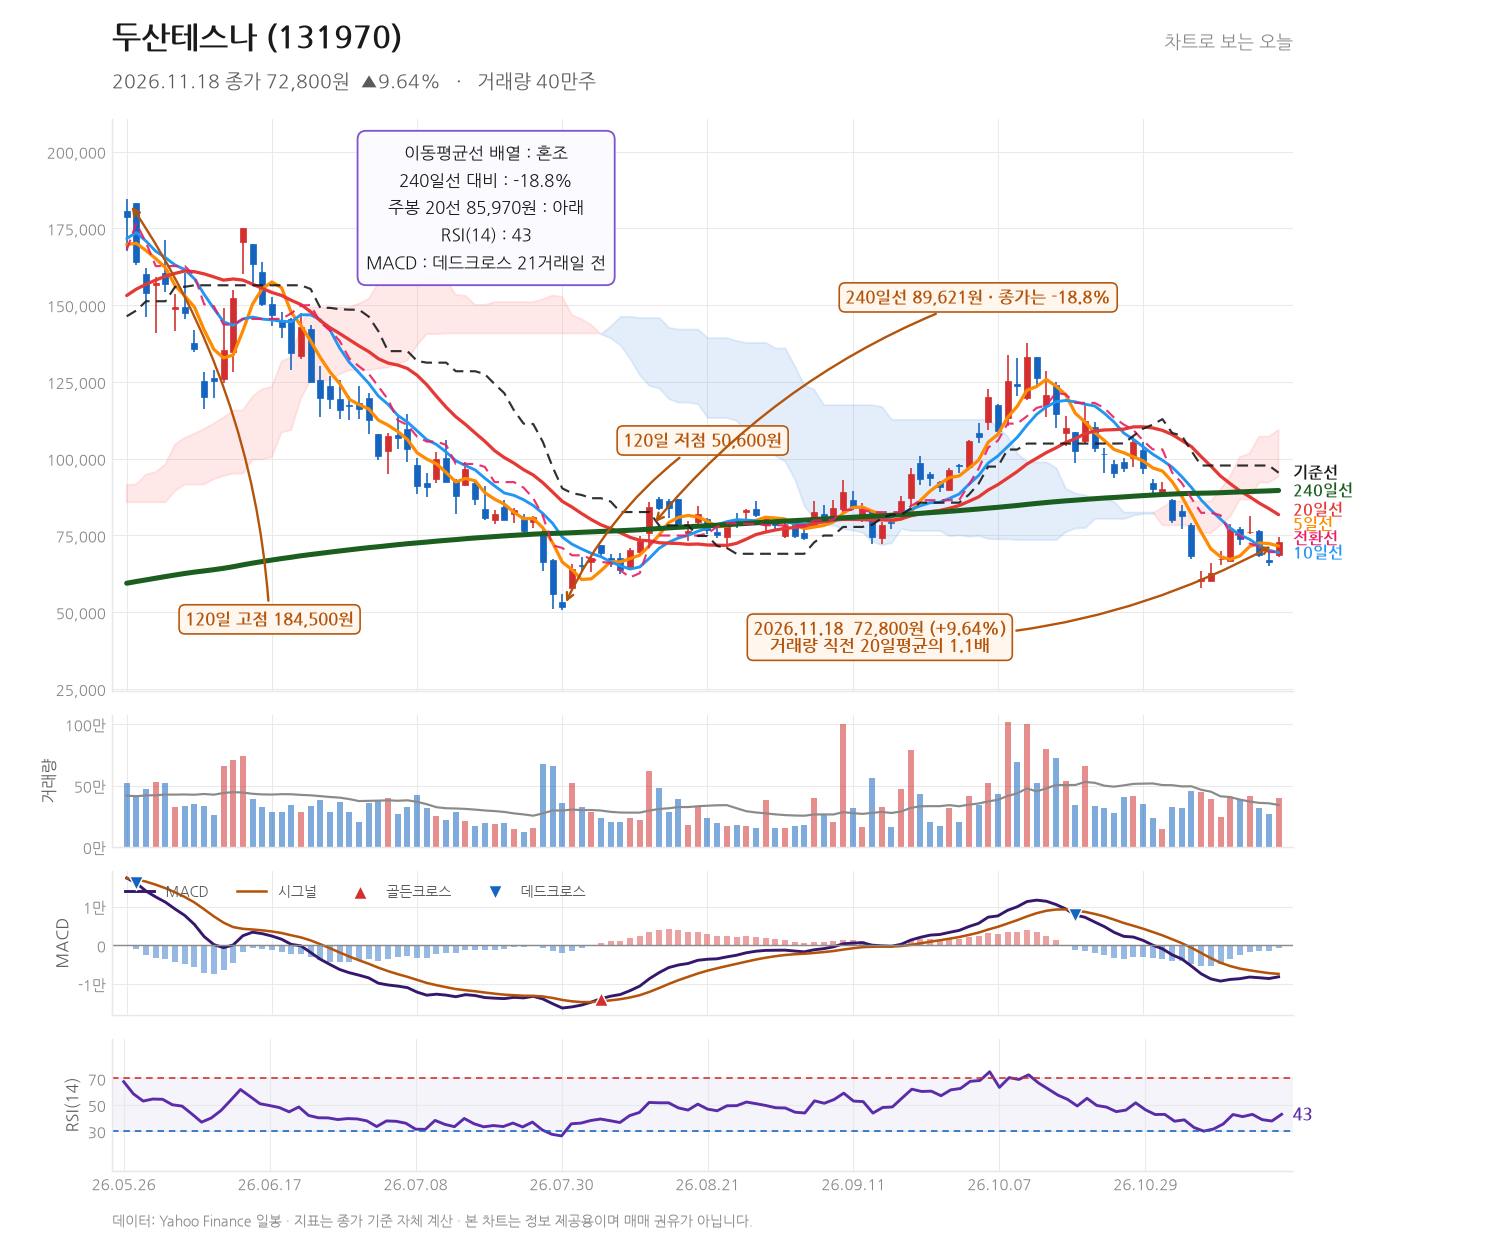 두산테스나 (131970)
차트로 보는 오늘
2026.11.18 종가 72,800원 ▲9.64% · 거래량 40만주
이동평균선 배열 : 혼조
240일선 대비 : -18.8%
주봉 20선 85,970원 : 아래
RSI(14) : 43
MACD : 데드크로스 21거래일 전
200,000
175,000
150,000
125,000
100,000
75,000
50,000
25,000
240일선 89,621원 · 종가는 -18.8%
120일 저점 50,600원
120일 고점 184,500원
2026.11.18 72,800원 (+9.64%)
거래량 직전 20일평균의 1.1배
기준선
240일선
20일선
5일선
전환선
10일선
거래량
100만
50만
0만
MACD
1만
0
-1만
MACD
시그널
골든크로스
데드크로스
RSI(14)
70
50
30
43
26.05.26
26.06.17
26.07.08
26.07.30
26.08.21
26.09.11
26.10.07
26.10.29
데이터: Yahoo Finance 일봉 · 지표는 종가 기준 자체 계산 · 본 차트는 정보 제공용이며 매매 권유가 아닙니다.